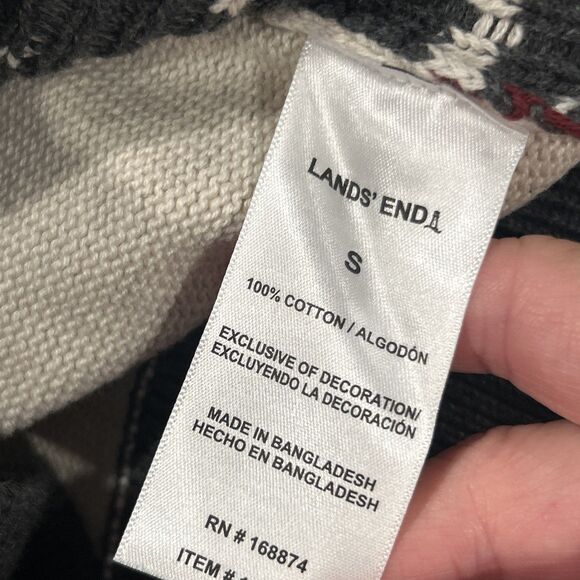 LANDS' END
S
100% COTTON / ALGODÓN
EXCLUSIVE OF DECORATION/
EXCLUYENDO LA DECORACIÓN
MADE IN BANGLADESH
HECHO EN BANGLADESH
RN # 168874
ITEM #